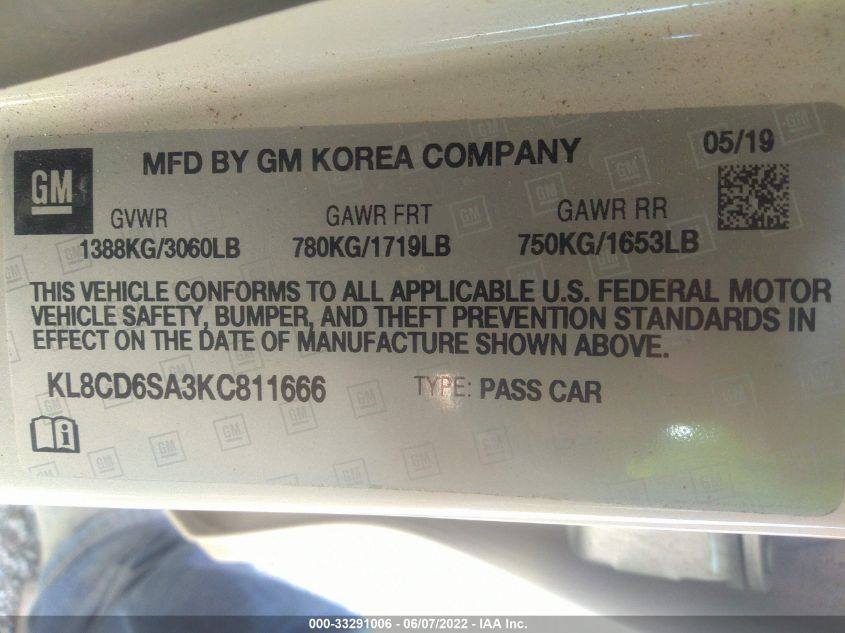 MFD BY GM KOREA COMPANY 05/19
GM
GVWR GAWR FRT GAWR RR
1388KG/3060LB 780KG/1719LB 750KG/1653LB
THIS VEHICLE CONFORMS TO ALL APPLICABLE U.S. FEDERAL MOTOR
VEHICLE SAFETY, BUMPER, AND THEFT PREVENTION STANDARDS IN
EFFECT ON THE DATE OF MANUFACTURE SHOWN ABOVE.
KL8CD6SA3KC811666 TYPE: PASS CAR
000-33291006 - 06/07/2022 - IAA Inc.